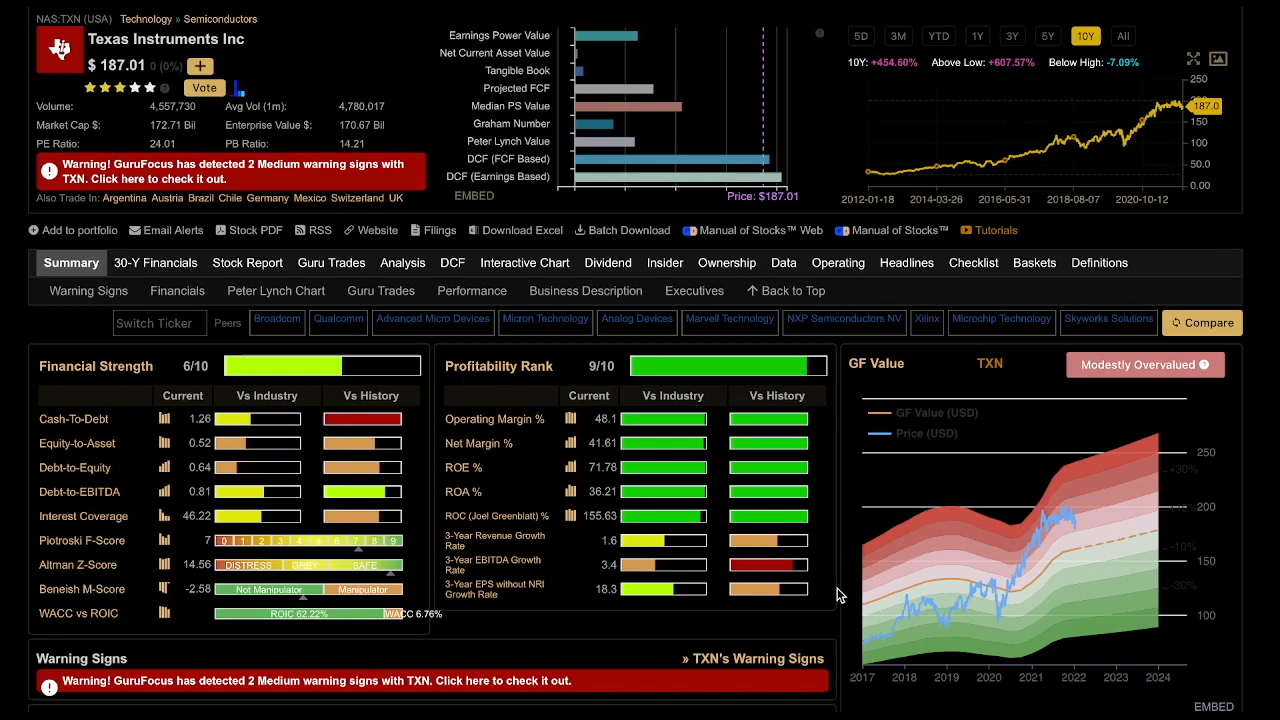 NAS:TXN (USA) Technology » Semiconductors
Texas Instruments Inc
$ 187.01 0 (0%) +
Vote
Volume: 4,557,730 Avg Vol (1m): 4,780,017
Market Cap $: 172.71 Bil Enterprise Value $: 170.67 Bil
PE Ratio: 24.01 PB Ratio: 14.21
Warning! GuruFocus has detected 2 Medium warning signs with
TXN. Click here to check it out.
Also Trade In: Argentina Austria Brazil Chile Germany Mexico Switzerland UK
Earnings Power Value
Net Current Asset Value
Tangible Book
Projected FCF
Median PS Value
Graham Number
Peter Lynch Value
DCF (FCF Based)
DCF (Earnings Based)
EMBED
Price: $187.01
5D 3M YTD 1Y 3Y 5Y 10Y All
10Y: +454.60% Above Low: +607.57% Below High: -7.09%
250
187.0
150
100
50.0
0.00
2012-01-18 2014-03-26 2016-05-31 2018-08-07 2020-10-12
Add to portfolio Email Alerts Stock PDF RSS Website Filings Download Excel Batch Download Manual of Stocks™ Web Manual of Stocks™ Tutorials
Summary 30-Y Financials Stock Report Guru Trades Analysis DCF Interactive Chart Dividend Insider Ownership Data Operating Headlines Checklist Baskets Definitions
Warning Signs Financials Peter Lynch Chart Guru Trades Performance Business Description Executives Back to Top
Switch Ticker Peers Broadcom Qualcomm Advanced Micro Devices Micron Technology Analog Devices Marvell Technology NXP Semiconductors NV Xilinx Microchip Technology Skyworks Solutions Compare
Financial Strength 6/10
Current Vs Industry Vs History
Cash-To-Debt 1.26
Equity-to-Asset 0.52
Debt-to-Equity 0.64
Debt-to-EBITDA 0.81
Interest Coverage 46.22
Piotroski F-Score 7 0 1 2 3 4 5 6 7 8 9
Altman Z-Score 14.56 DISTRESS GREY SAFE
Beneish M-Score -2.58 Not Manipulator Manipulator
WACC vs ROIC ROIC 62.22% WACC 6.76%
Profitability Rank 9/10
Current Vs Industry Vs History
Operating Margin % 48.1
Net Margin % 41.61
ROE % 71.78
ROA % 36.21
ROC (Joel Greenblatt) % 155.63
3-Year Revenue Growth
Rate 1.6
3-Year EBITDA Growth
Rate 3.4
3-Year EPS without NRI
Growth Rate 18.3
GF Value TXN Modestly Overvalued
GF Value (USD)
Price (USD)
250
+30%
200
-10%
150
-30%
100
2017 2018 2019 2020 2021 2022 2023 2024
EMBED
Warning Signs » TXN's Warning Signs
Warning! GuruFocus has detected 2 Medium warning signs with TXN. Click here to check it out.